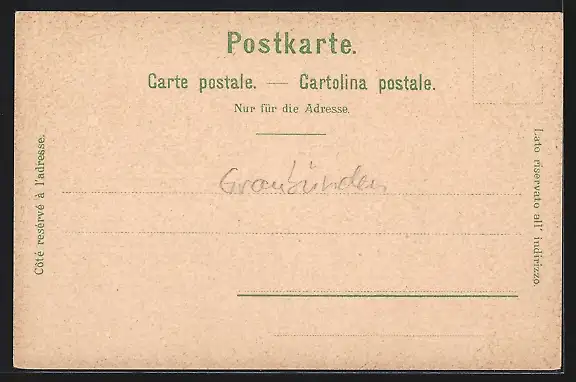 Postkarte.
Carte postale. — Cartolina postale.
Nur für die Adresse.
Côté reservé à l'adresse.
Lato riservato all' indirizzo.
Graubünden